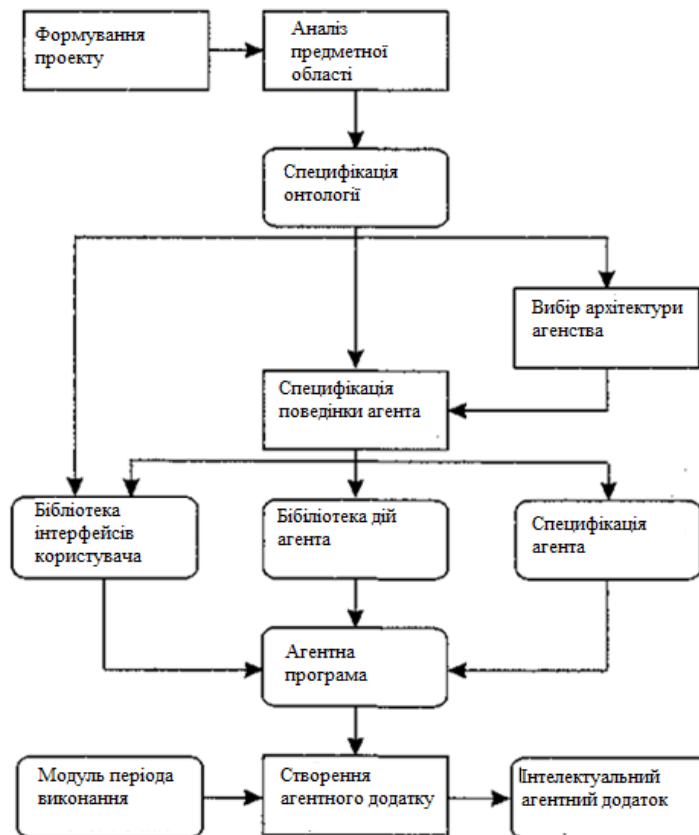 Формування
проекту
Аналіз
предметної
області
Специфікація
онтології
Вибір архітектури
агенства
Специфікація
поведінки агента
Бібліотека
інтерфейсів
користувача
Бібіліотека дій
агента
Специфікація
агента
Агентна
програма
Модуль періода
виконання
Створення
агентного додатку
Інтелектуальний
агентний додаток